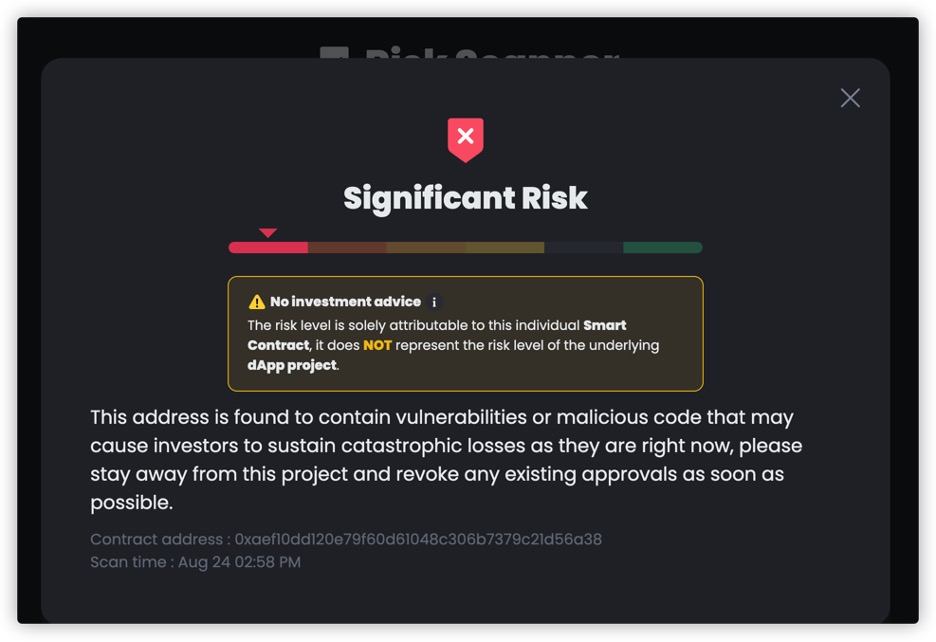 Risk Scanner
Significant Risk
No investment advice i
The risk level is solely attributable to this individual Smart
Contract, it does NOT represent the risk level of the underlying
dApp project.
This address is found to contain vulnerabilities or malicious code that may
cause investors to sustain catastrophic losses as they are right now, please
stay away from this project and revoke any existing approvals as soon as
possible.
Contract address : 0xaef10dd120e79f60d61048c306b7379c21d56a38
Scan time : Aug 24 02:58 PM